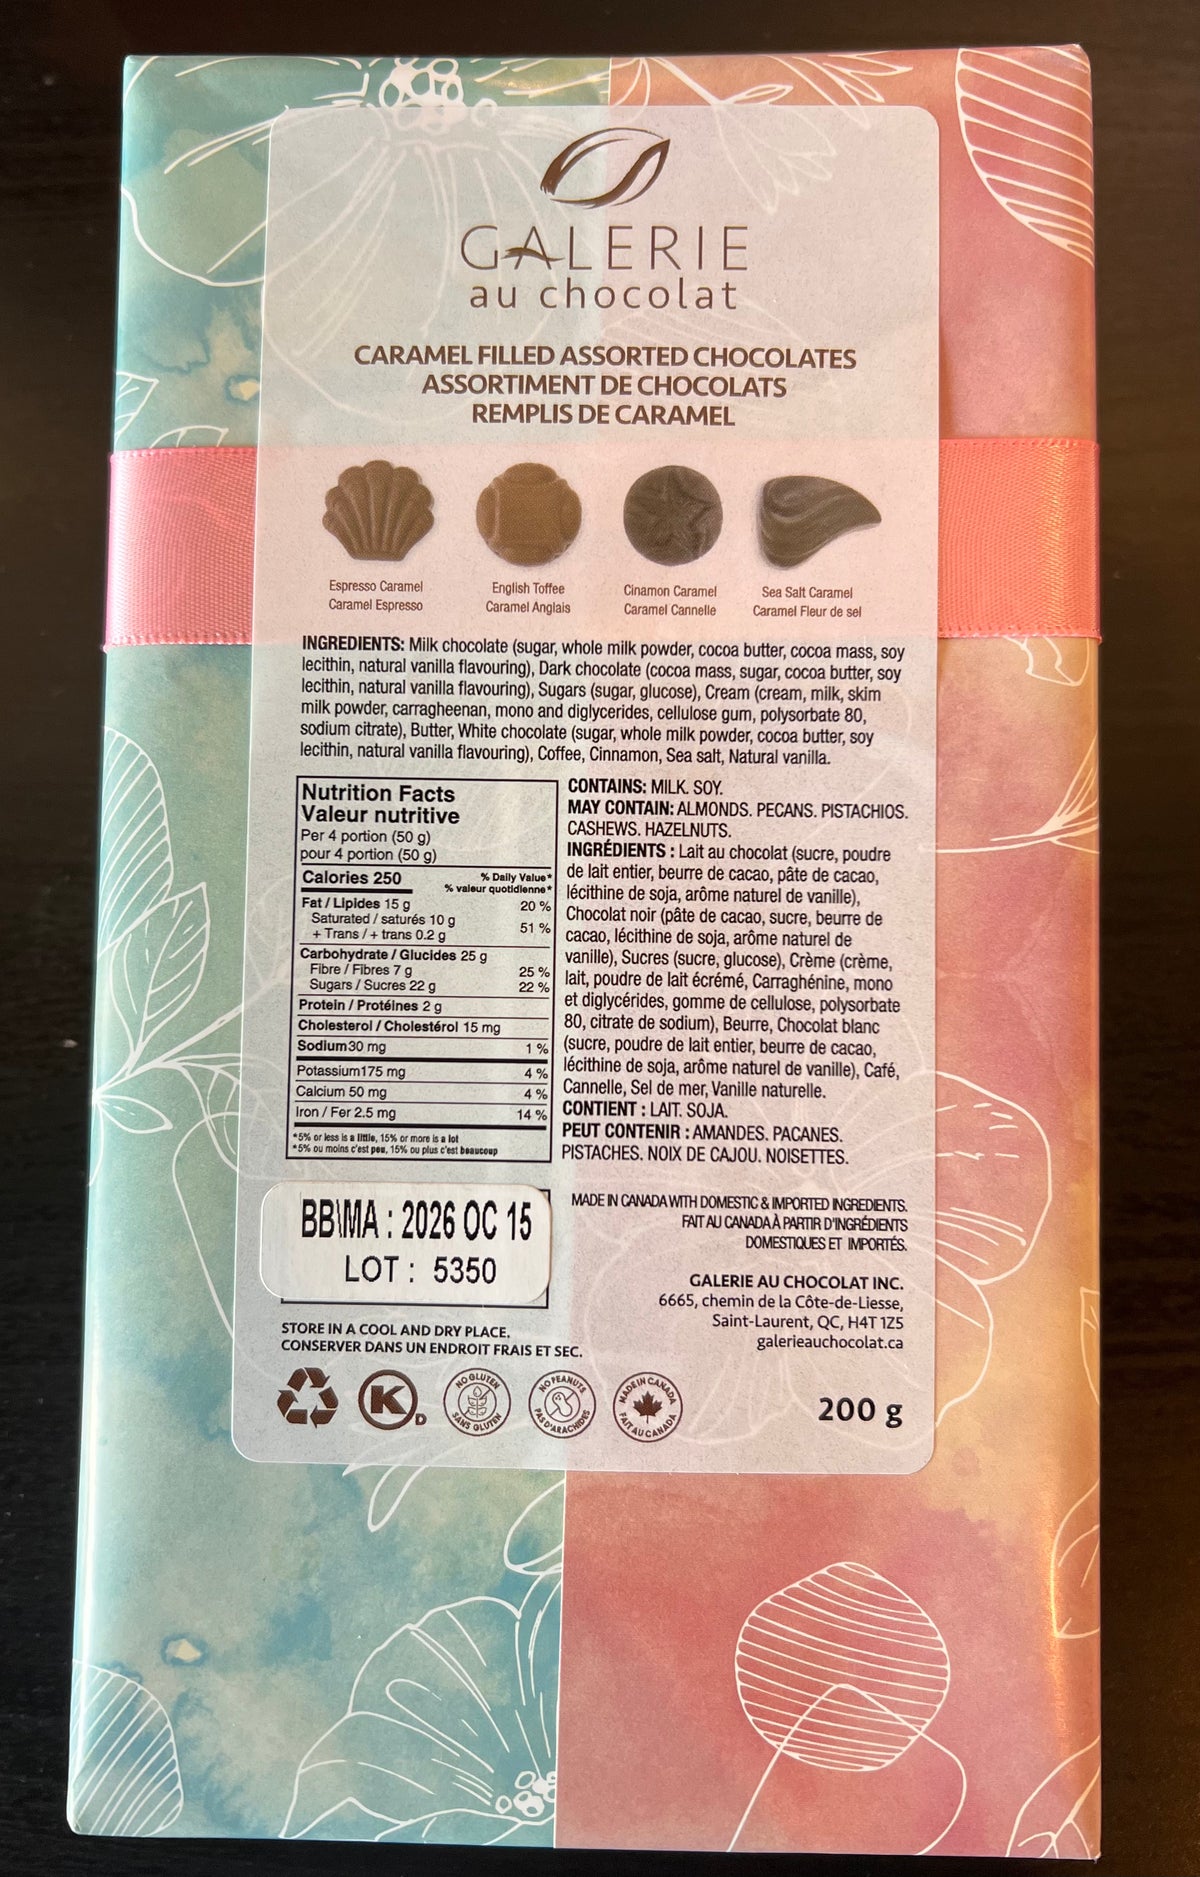 GALERIE
au chocolat
CARAMEL FILLED ASSORTED CHOCOLATES
ASSORTIMENT DE CHOCOLATS
REMPLIS DE CARAMEL
Espresso Caramel
Caramel Espresso
English Toffee
Caramel Anglais
Cinamon Caramel
Caramel Cannelle
Sea Salt Caramel
Caramel Fleur de sel
INGREDIENTS: Milk chocolate (sugar, whole milk powder, cocoa butter, cocoa mass, soy
lecithin, natural vanilla flavouring), Dark chocolate (cocoa mass, sugar, cocoa butter, soy
lecithin, natural vanilla flavouring), Sugars (sugar, glucose), Cream (cream, milk, skim
milk powder, carragheenan, mono and diglycerides, cellulose gum, polysorbate 80,
sodium citrate), Butter, White chocolate (sugar, whole milk powder, cocoa butter, soy
lecithin, natural vanilla flavouring), Coffee, Cinnamon, Sea salt, Natural vanilla.
Nutrition Facts
Valeur nutritive
Per 4 portion (50 g)
pour 4 portion (50 g)
Calories 250
% Daily Value*
% valeur quotidienne*
Fat / Lipides 15 g 20 %
Saturated / saturés 10 g
+ Trans / + trans 0.2 g 51 %
Carbohydrate / Glucides 25 g
Fibre / Fibres 7 g 25 %
Sugars / Sucres 22 g 22 %
Protein / Protéines 2 g
Cholesterol / Cholestérol 15 mg
Sodium30 mg 1 %
Potassium175 mg 4 %
Calcium 50 mg 4 %
Iron / Fer 2.5 mg 14 %
*5% or less is a little, 15% or more is a lot
*5% ou moins c'est peu, 15% ou plus c'est beaucoup
CONTAINS: MILK. SOY.
MAY CONTAIN: ALMONDS. PECANS. PISTACHIOS.
CASHEWS. HAZELNUTS.
INGRÉDIENTS : Lait au chocolat (sucre, poudre
de lait entier, beurre de cacao, pâte de cacao,
lécithine de soja, arôme naturel de vanille),
Chocolat noir (pâte de cacao, sucre, beurre de
cacao, lécithine de soja, arôme naturel de
vanille), Sucres (sucre, glucose), Crème (crème,
lait, poudre de lait écrémé, Carraghénine, mono
et diglycérides, gomme de cellulose, polysorbate
80, citrate de sodium), Beurre, Chocolat blanc
(sucre, poudre de lait entier, beurre de cacao,
lécithine de soja, arôme naturel de vanille), Café,
Cannelle, Sel de mer, Vanille naturelle.
CONTIENT : LAIT. SOJA.
PEUT CONTENIR : AMANDES. PACANES.
PISTACHES. NOIX DE CAJOU. NOISETTES.
BB\MA : 2026 OC 15
LOT : 5350
MADE IN CANADA WITH DOMESTIC & IMPORTED INGREDIENTS.
FAIT AU CANADA À PARTIR D'INGRÉDIENTS
DOMESTIQUES ET IMPORTÉS.
GALERIE AU CHOCOLAT INC.
6665, chemin de la Côte-de-Liesse,
Saint-Laurent, QC, H4T 1Z5
galerieauchocolat.ca
STORE IN A COOL AND DRY PLACE.
CONSERVER DANS UN ENDROIT FRAIS ET SEC.
K D
NO GLUTEN
SANS GLUTEN
NO PEANUTS
PAS D'ARACHIDES
MADE IN CANADA
FAIT AU CANADA
200 g